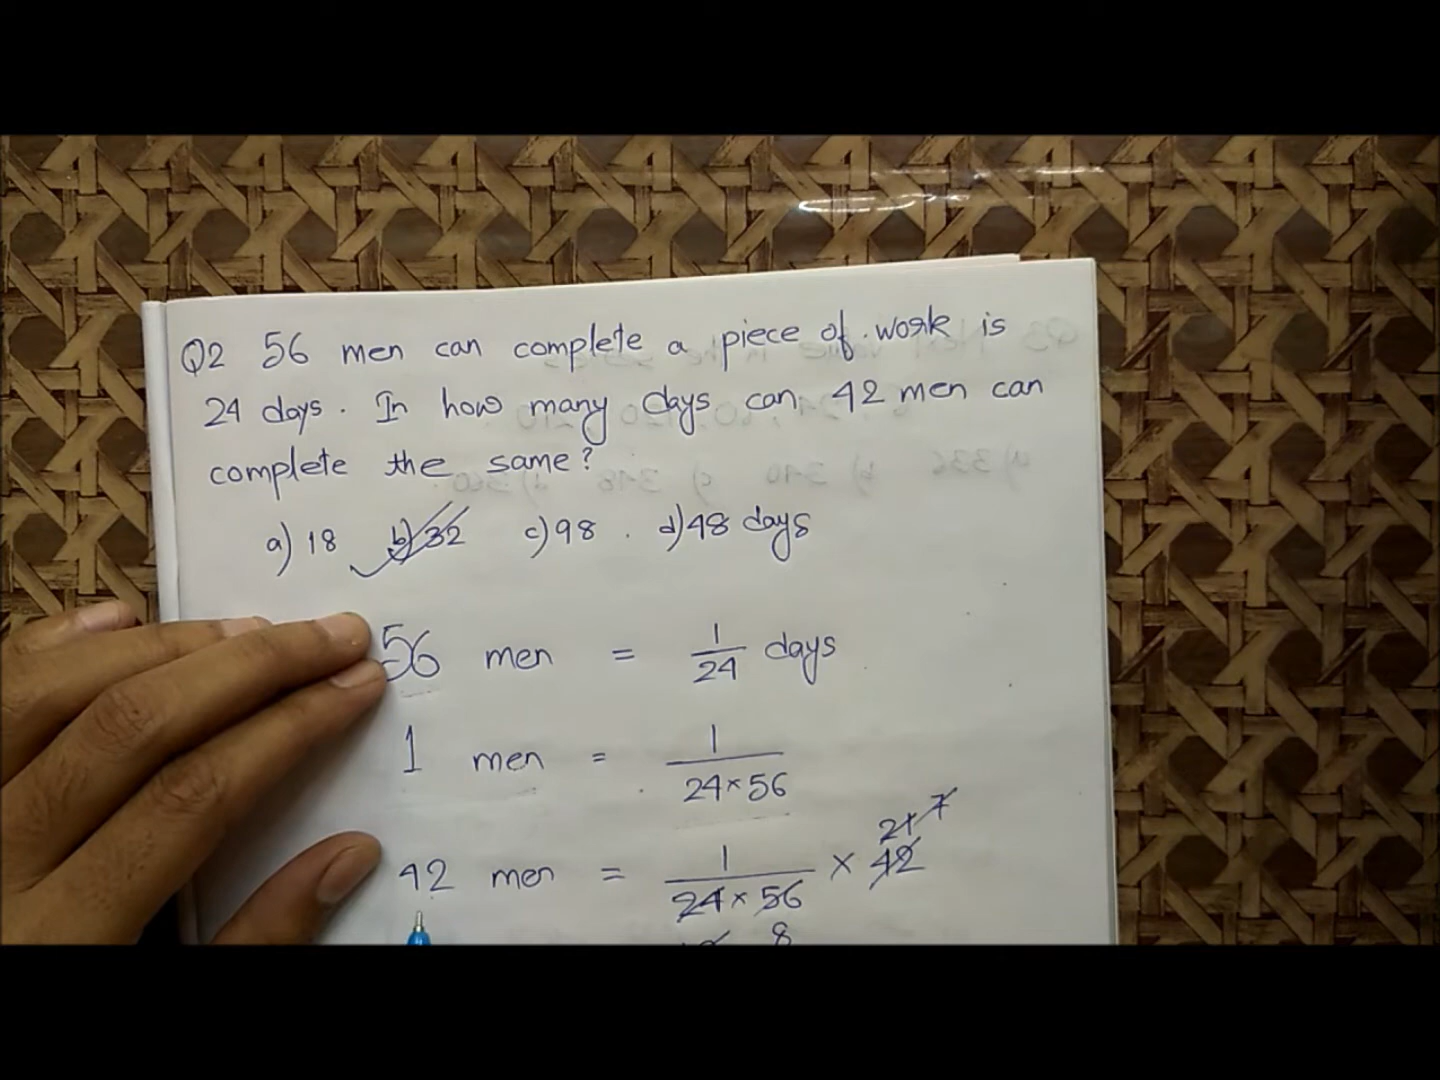 Q2 56 men can complete a piece of work is
24 days. In how many days can 42 men can
complete the same?
a) 18 b) 32 c) 98 . d) 48 days
56 men = 1/24 days
1 men = 1/(24×56)
21 7
42 men = 1/(24×56) × 42
8